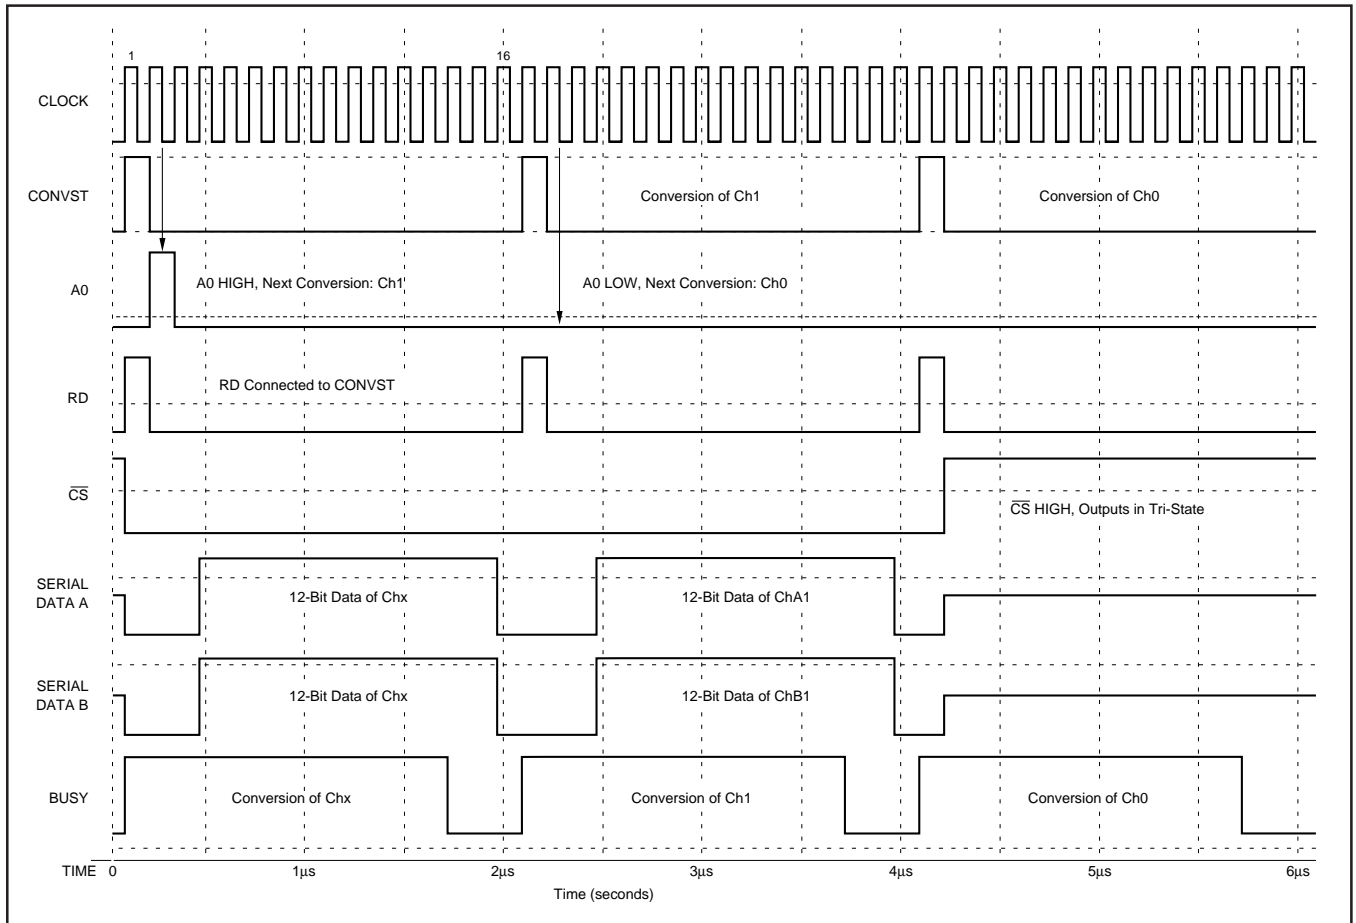 1
16
CLOCK
CONVST
Conversion of Ch1
Conversion of Ch0
A0
A0 HIGH, Next Conversion: Ch1
A0 LOW, Next Conversion: Ch0
RD
RD Connected to CONVST
CS
CS HIGH, Outputs in Tri-State
SERIAL
DATA A
12-Bit Data of Chx
12-Bit Data of ChA1
SERIAL
DATA B
12-Bit Data of Chx
12-Bit Data of ChB1
BUSY
Conversion of Chx
Conversion of Ch1
Conversion of Ch0
TIME
0
1µs
2µs
3µs
4µs
5µs
6µs
Time (seconds)